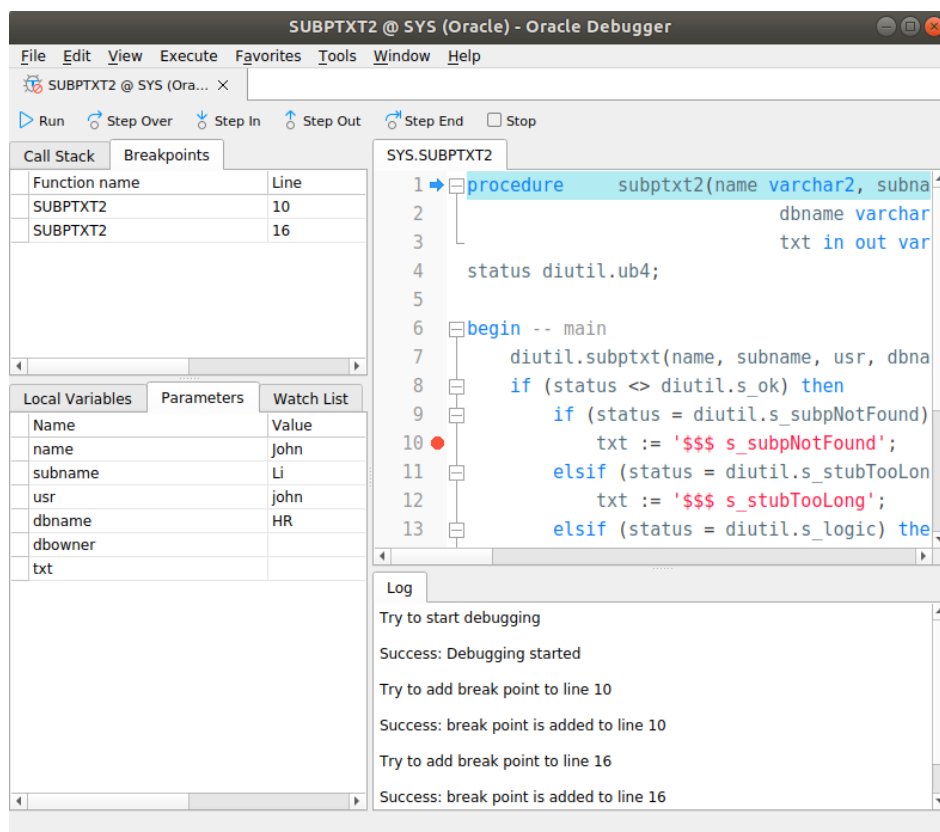 SUBPTXT2 @ SYS (Oracle) - Oracle Debugger
File Edit View Execute Favorites Tools Window Help
SUBPTXT2 @ SYS (Ora...
Run Step Over Step In Step Out Step End Stop
Call Stack Breakpoints
Function name Line
SUBPTXT2 10
SUBPTXT2 16
Local Variables Parameters Watch List
Name Value
name John
subname Li
usr john
dbname HR
dbowner
txt
SYS.SUBPTXT2
1 procedure subptxt2(name varchar2, subna
2 dbname varchar
3 txt in out var
4 status diutil.ub4;
5
6 begin -- main
7 diutil.subptxt(name, subname, usr, dbna
8 if (status <> diutil.s_ok) then
9 if (status = diutil.s_subpNotFound)
10 txt := '$$$ s_subpNotFound';
11 elsif (status = diutil.s_stubTooLon
12 txt := '$$$ s_stubTooLong';
13 elsif (status = diutil.s_logic) the
Log
Try to start debugging
Success: Debugging started
Try to add break point to line 10
Success: break point is added to line 10
Try to add break point to line 16
Success: break point is added to line 16